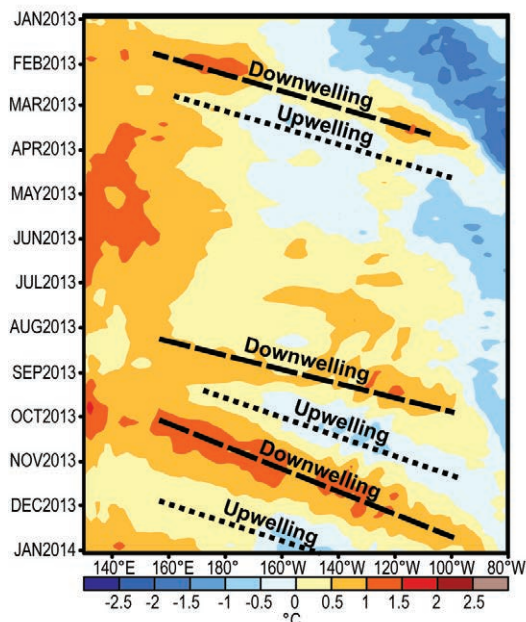 JAN2013
FEB2013
Downwelling
MAR2013
Upwelling
APR2013
MAY2013
JUN2013
JUL2013
AUG2013
Downwelling
SEP2013
OCT2013
Upwelling
NOV2013
Downwelling
DEC2013
Upwelling
JAN2014
140°E 160°E 180° 160° 140° 120° 100° 80°W
-2.5 -2 -1.5 -1 -0.5 0 0.5 1 1.5 2 2.5
°C